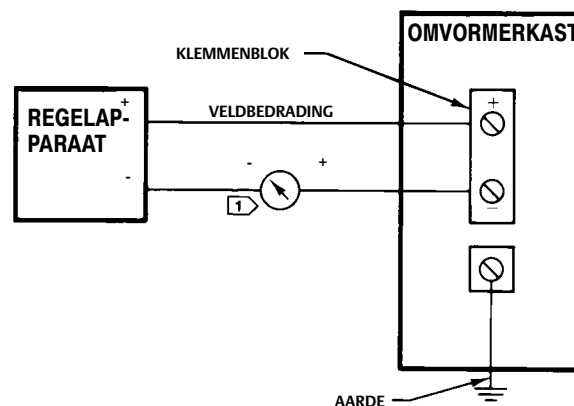 OMVORMERKAST
KLEMMENBLOK
+
REGELAP-
PARAAT
+
-
VELDBEDRADING
- +
1
–
AARDE